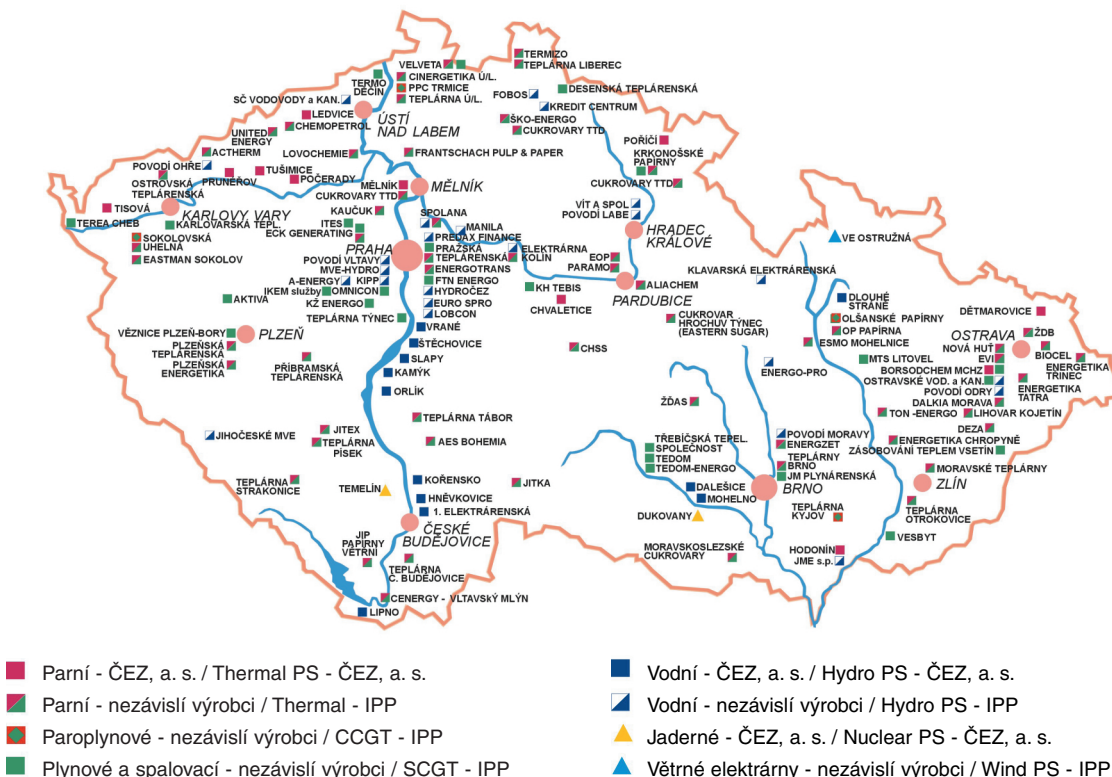 TERMIZO
TEPLÁRNA LIBEREC
VELVETA
CINERGETIKA Ú/L.
PPC TRMICE
TEPLÁRNA Ú/L.
TERMO
DĚČÍN
SČ VODOVODY a KAN.
LEDVICE
CHEMOPETROL
ÚSTÍ
NAD LABEM
FOBOS
DESENSKÁ TEPLÁRENSKÁ
KREDIT CENTRUM
ŠKO-ENERGO
CUKROVARY TTD
UNITED
ENERGY
ACTHERM
LOVOCHEMIE
FRANTSCHACH PULP & PAPER
POŘÍČÍ
KRKONOŠSKÉ
PAPÍRNY
CUKROVARY TTD
POVODÍ OHŘE
OSTROVSKÁ
TEPLÁRENSKÁ
PRUNÉŘOV
TUŠIMICE
POČERADY
MĚLNÍK
CUKROVARY TTD
MĚLNÍK
TISOVÁ
TEREA CHEB
KARLOVY VARY
KARLOVARSKÁ TEPL.
KAUČUK
ITES
ECK GENERATING
SPOLANA
MANILA
VÍT A SPOL
POVODÍ LABE
HRADEC
KRÁLOVÉ
SOKOLOVSKÁ
UHELNÁ
EASTMAN SOKOLOV
PRAHA
PREDAX FINANCE
PRAŽSKÁ
TEPLÁRENSKÁ
ENERGOTRANS
FTN ENERGO
HYDROČEZ
EURO SPRO
LOBCON
ELEKTRÁRNA
KOLÍN
EOP
PARAMO
POVODÍ VLTAVY
MVE-HYDRO
A-ENERGY
KIPP
IKEM služby
OMNICON
KŽ ENERGO
TEPLÁRNA TÝNEC
VE OSTRUŽNÁ
KLAVARSKÁ ELEKTRÁRENSKÁ
ALIACHEM
PARDUBICE
KH TEBIS
CHVALETICE
AKTIVA
VĚZNICE PLZEŇ-BORY
PLZEŇ
PLZEŇSKÁ
TEPLÁRENSKÁ
PLZEŇSKÁ
ENERGETIKA
PŘÍBRAMSKÁ
TEPLÁRENSKÁ
VRANÉ
ŠTĚCHOVICE
SLAPY
KAMÝK
ORLÍK
CHSS
CUKROVAR
HROCHUV TÝNEC
(EASTERN SUGAR)
DLOUHÉ
STRÁNĚ
OLŠANSKÉ PAPÍRNY
OP PAPÍRNA
ESMO MOHELNICE
MTS LITOVEL
ENERGO-PRO
DĚTMAROVICE
OSTRAVA
ŽDB
NOVÁ HUŤ
EVI
BIOCEL
BORSODCHEM MCHZ
OSTRAVSKÉ VOD. a KAN.
POVODÍ ODRY
DALKIA MORAVA
ENERGETIKA
TŘINEC
ENERGETIKA
TATRA
TON -ENERGO
LIHOVAR KOJETÍN
DEZA
ENERGETIKA CHROPYNĚ
ZÁSOBOVÁNÍ TEPLEM VSETÍN
MORAVSKÉ TEPLÁRNY
ZLÍN
TEPLÁRNA
OTROKOVICE
VESBYT
ŽĎAS
TEPLÁRNA TÁBOR
AES BOHEMIA
JIHOČESKÉ MVE
JITEX
TEPLÁRNA
PÍSEK
TEPLÁRNA
STRAKONICE
TEMELÍN
KOŘENSKO
HNĚVKOVICE
1. ELEKTRÁRENSKÁ
JITKA
ČESKÉ
BUDĚJOVICE
JIP
PAPÍRNY
VĚTRNÍ
TEPLÁRNA
Č. BUDĚJOVICE
CENERGY - VLTAVSKÝ MLÝN
LIPNO
TŘEBÍČSKÁ TEPEL.
SPOLEČNOST
TEDOM
TEDOM-ENERGO
POVODÍ MORAVY
ENERGZET
TEPLÁRNY
BRNO
JM PLYNÁRENSKÁ
BRNO
DALEŠICE
MOHELNO
DUKOVANY
TEPLÁRNA
KYJOV
MORAVSKOSLEZSKÉ
CUKROVARY
HODONÍN
JME s.p.
Parní - ČEZ, a. s. / Thermal PS - ČEZ, a. s.
Parní - nezávislí výrobci / Thermal - IPP
Paroplynové - nezávislí výrobci / CCGT - IPP
Plynové a spalovací - nezávislí výrobci / SCGT - IPP
Vodní - ČEZ, a. s. / Hydro PS - ČEZ, a. s.
Vodní - nezávislí výrobci / Hydro PS - IPP
Jaderné - ČEZ, a. s. / Nuclear PS - ČEZ, a. s.
Větrné elektrárny - nezávislí výrobci / Wind PS - IPP